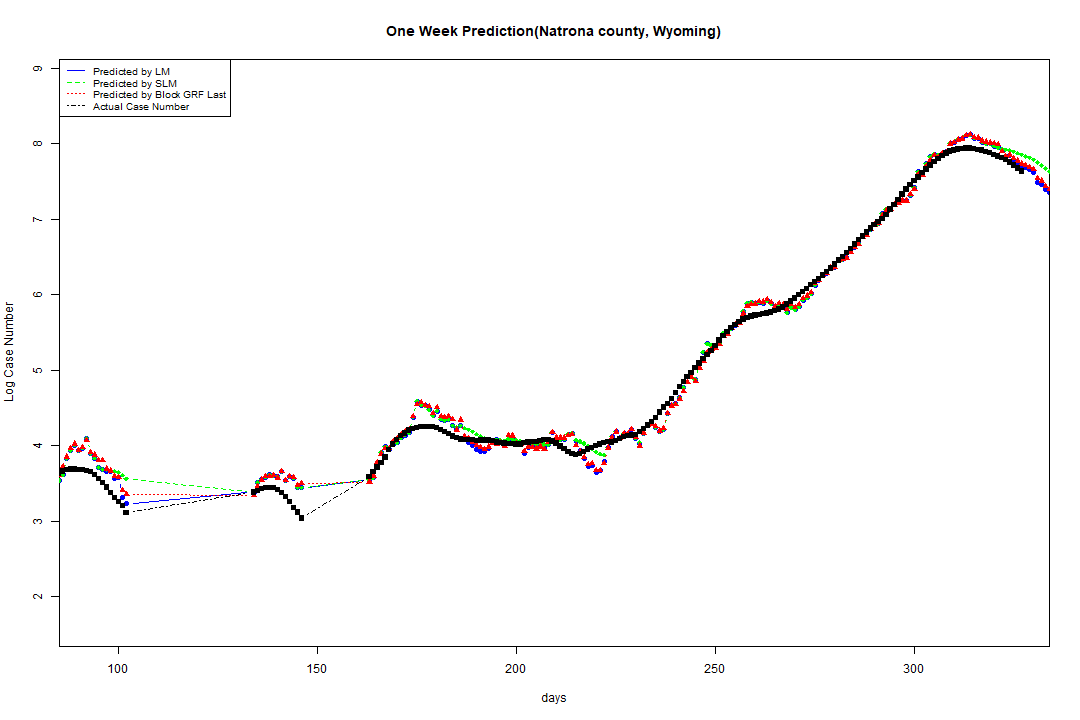 One Week Prediction(Natrona county, Wyoming)
Predicted by LM
Predicted by SLM
Predicted by Block GRF Last
Actual Case Number
9
8
7
6
5
4
3
2
Log Case Number
100 150 200 250 300
days